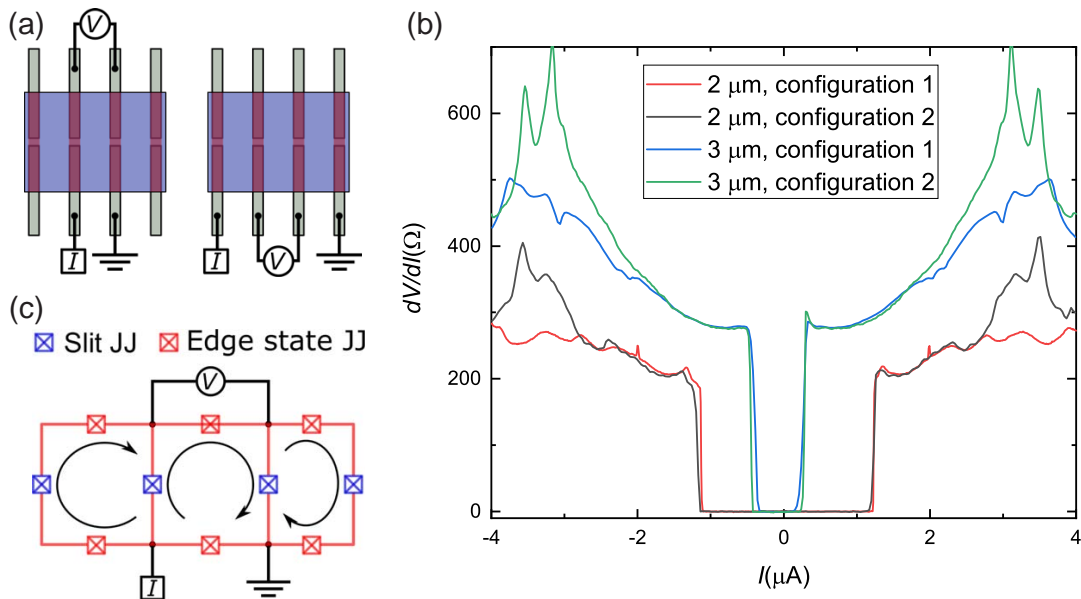 (a)
V
I
V
I
(b)
dV/dI(Ω)
600
400
200
0
2 μm, configuration 1
2 μm, configuration 2
3 μm, configuration 1
3 μm, configuration 2
-4
-2
0
2
4
I(μA)
(c)
Slit JJ
Edge state JJ
V
I